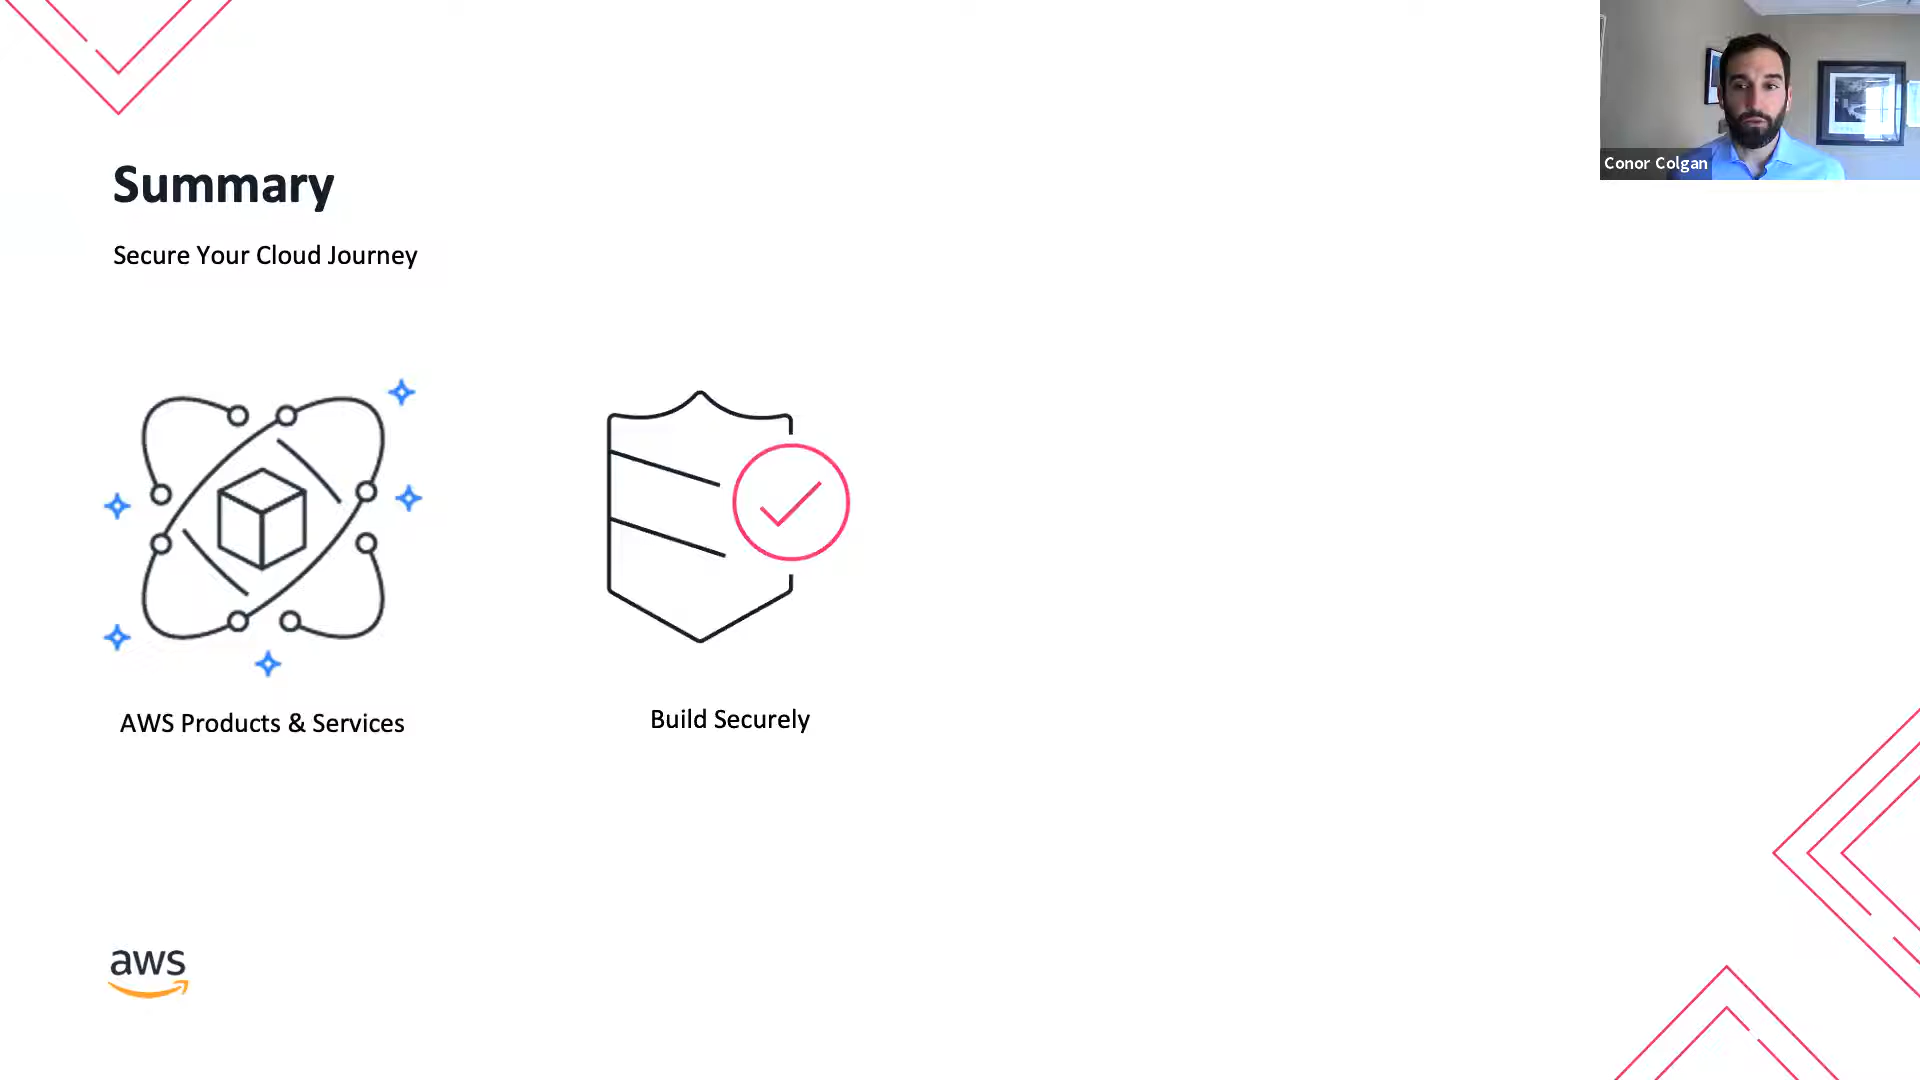 Conor Colgan
Summary
Secure Your Cloud Journey
AWS Products & Services
Build Securely
aws